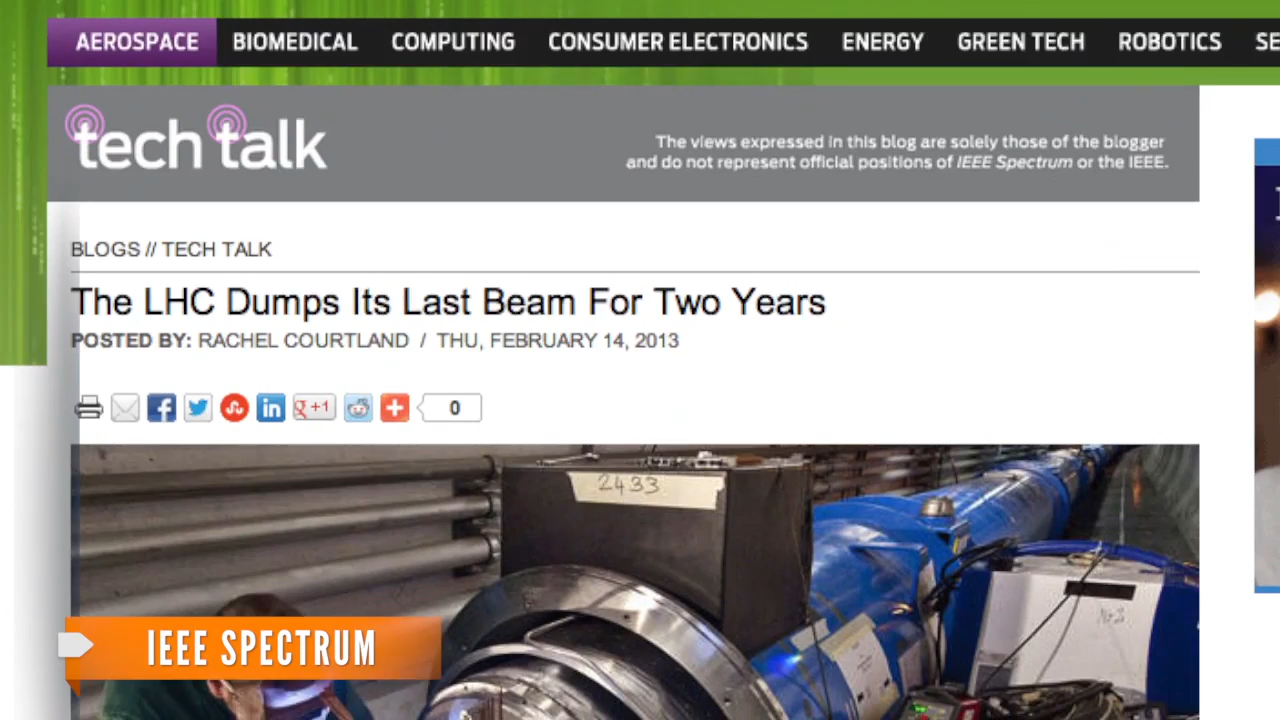 AEROSPACE BIOMEDICAL COMPUTING CONSUMER ELECTRONICS ENERGY GREEN TECH ROBOTICS SE
tech talk
The views expressed in this blog are solely those of the blogger
and do not represent official positions of IEEE Spectrum or the IEEE.
BLOGS // TECH TALK
The LHC Dumps Its Last Beam For Two Years
POSTED BY: RACHEL COURTLAND / THU, FEBRUARY 14, 2013
+1
0
2433
IEEE SPECTRUM